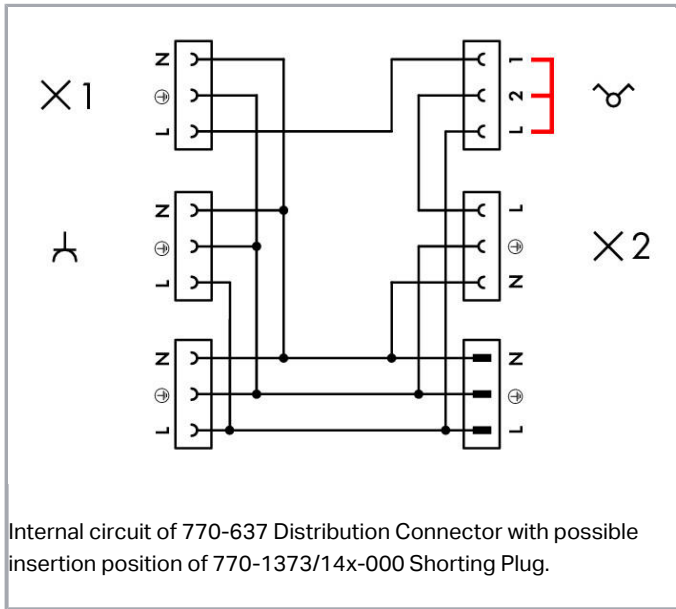 N
L
X1
1
2
L
N
L
L
N
X2
N
L
N
L
Internal circuit of 770-637 Distribution Connector with possible
insertion position of 770-1373/14x-000 Shorting Plug.